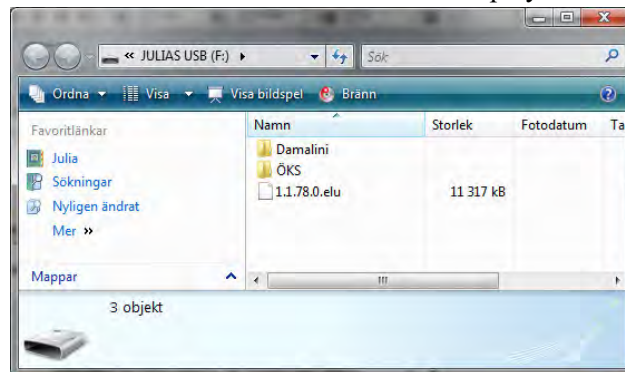 « JULIAS USB (F:)
Sök
Ordna Visa Visa bildspel Bränn
Favoritlänkar
Julia
Sökningar
Nyligen ändrat
Mer »
Mappar
Namn Storlek Fotodatum Ta
Damalini
ÖKS
1.1.78.0.elu 11 317 kB
3 objekt